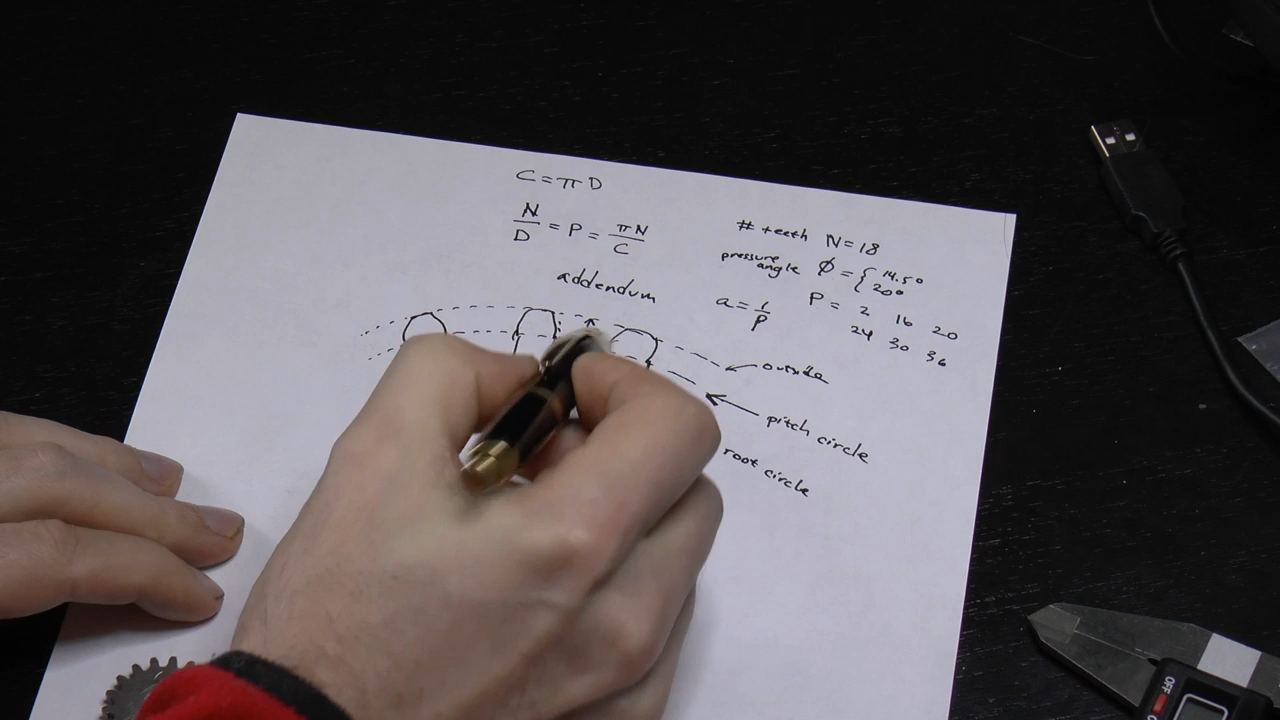 C = π D
N/D = P = πN/C
# teeth N = 18
pressure angle ϕ = { 14.5° 20°
addendum
a = 1/P
P = 2 16 20
24 30 36
outside
pitch circle
root circle
OFF